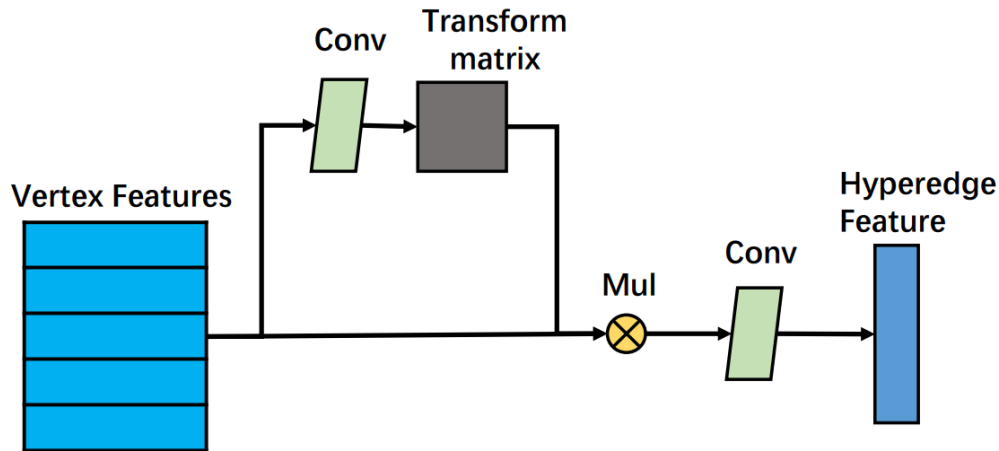 Conv
Transform
matrix
Vertex Features
Hyperedge
Feature
Conv
Mul